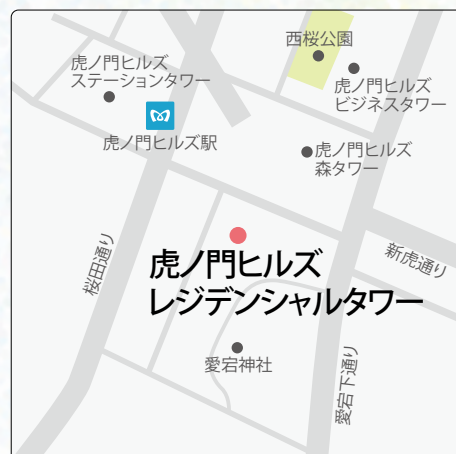 西桜公園
虎ノ門ヒルズ
ステーションタワー
虎ノ門ヒルズ
ビジネスタワー
虎ノ門ヒルズ駅
虎ノ門ヒルズ
森タワー
桜田通り
新虎通り
虎ノ門ヒルズ
レジデンシャルタワー
愛宕神社
愛宕下通り